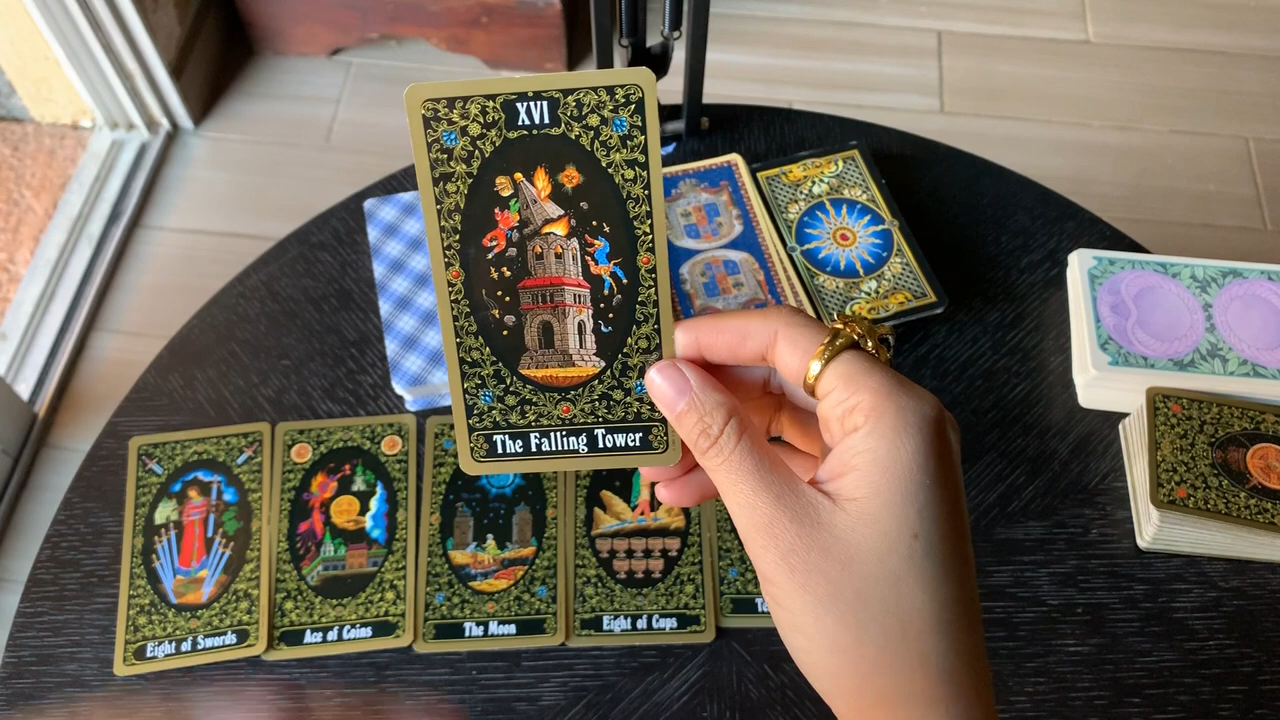 XVI
The Falling Tower
Eight of Swords
Ace of Coins
The Moon
Eight of Cups